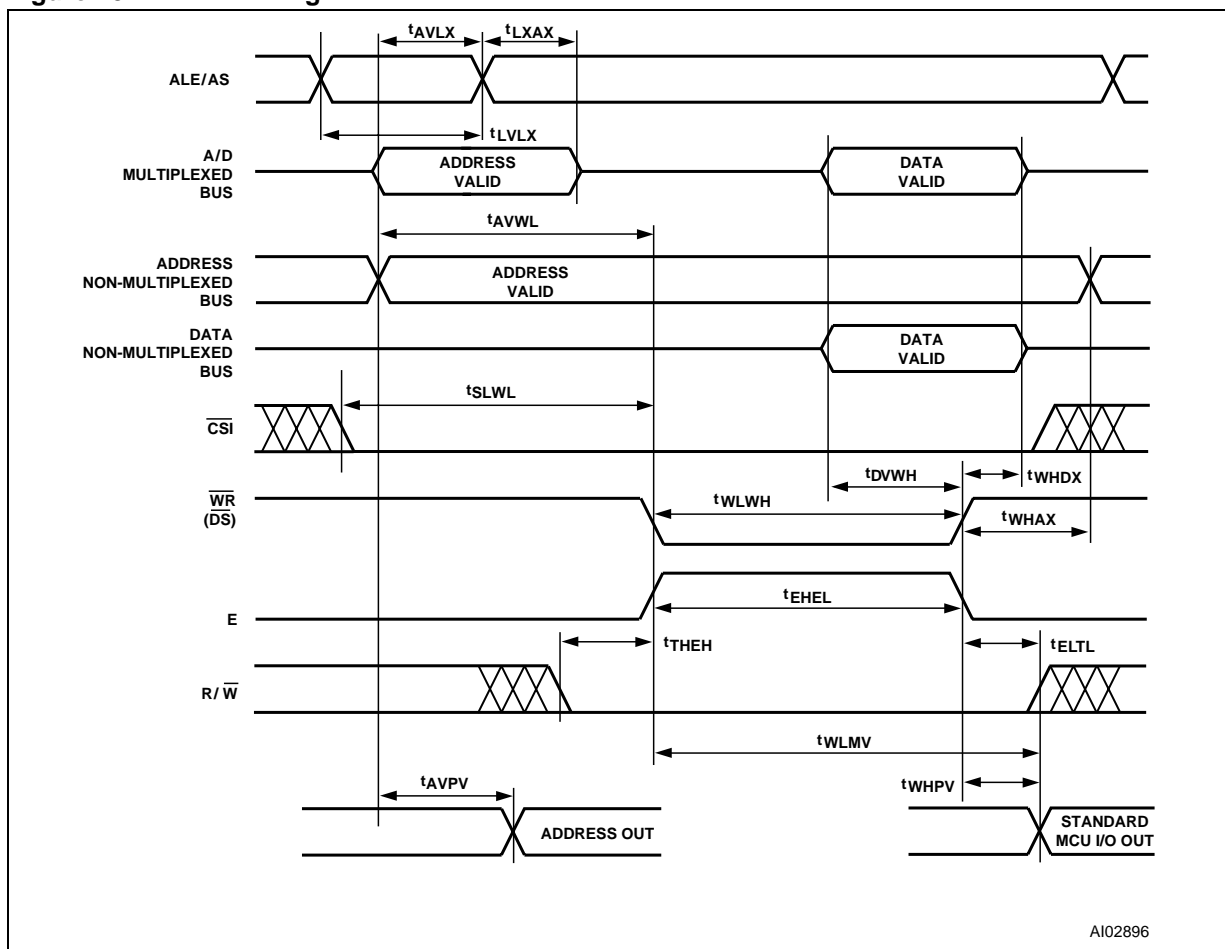 tAVLX
tLXAX
ALE/AS
tLVLX
A/D
MULTIPLEXED
BUS
ADDRESS
VALID
DATA
VALID
tAVWL
ADDRESS
NON-MULTIPLEXED
BUS
ADDRESS
VALID
DATA
NON-MULTIPLEXED
BUS
DATA
VALID
tSLWL
CSI
tDVWH
tWHDX
WR
(DS)
tWLWH
tWHAX
E
tEHEL
tTHEH
tELTL
R/ W
tWLMV
tAVPV
tWHPV
ADDRESS OUT
STANDARD
MCU I/O OUT
AI02896